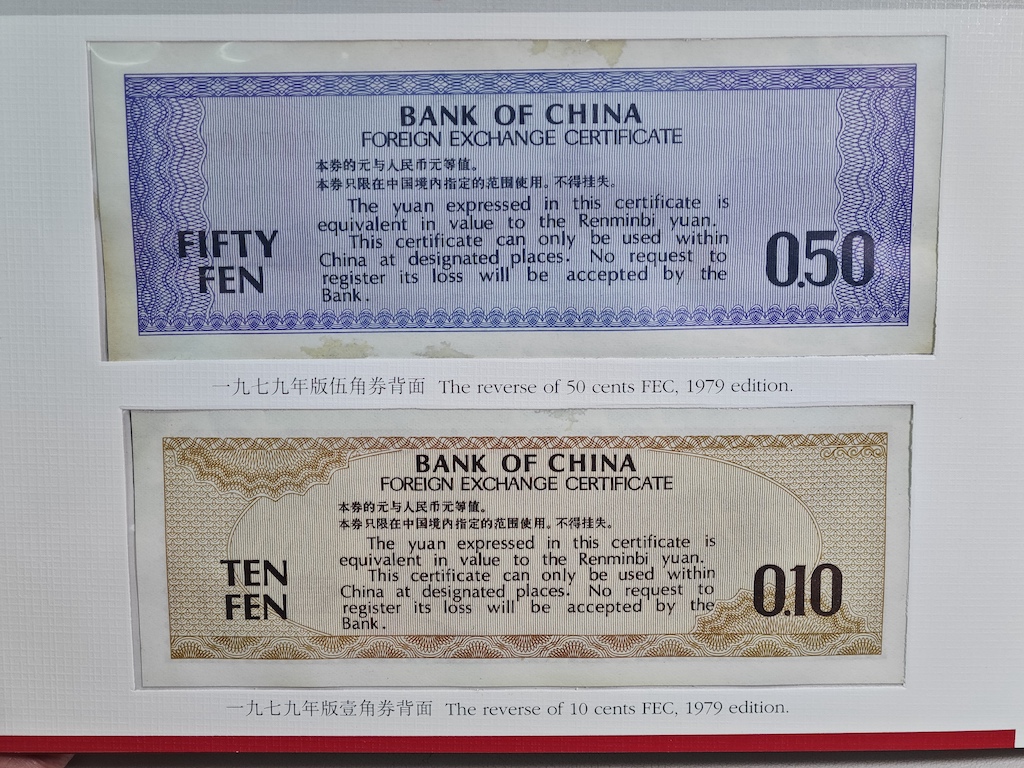 BANK OF CHINA
FOREIGN EXCHANGE CERTIFICATE
本券的元与人民币元等值。
本券只限在中国境内指定的范围使用。不得挂失。
The yuan expressed in this certificate is
equivalent in value to the Renminbi yuan.
This certificate can only be used within
China at designated places. No request to
register its loss will be accepted by the
Bank.
FIFTY
FEN
0.50
一九七九年版伍角券背面 The reverse of 50 cents FEC, 1979 edition.
BANK OF CHINA
FOREIGN EXCHANGE CERTIFICATE
本券的元与人民币元等值。
本券只限在中国境内指定的范围使用。不得挂失。
The yuan expressed in this certificate is
equivalent in value to the Renminbi yuan.
This certificate can only be used within
China at designated places. No request to
register its loss will be accepted by the
Bank.
TEN
FEN
0.10
一九七九年版壹角券背面 The reverse of 10 cents FEC, 1979 edition.